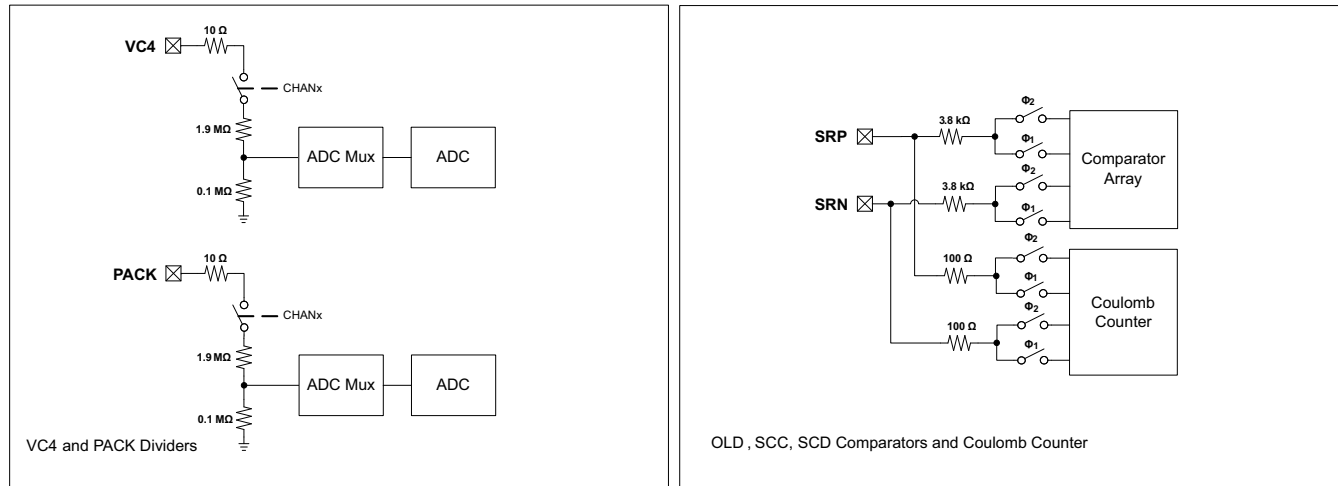 10 Ω
VC4
CHANx
1.9 MΩ
ADC Mux
ADC
0.1 MΩ
10 Ω
PACK
CHANx
1.9 MΩ
ADC Mux
ADC
0.1 MΩ
VC4 and PACK Dividers
Φ2
3.8 kΩ
SRP
Φ1
Comparator
Array
Φ2
3.8 kΩ
SRN
Φ1
Φ2
100 Ω
Φ1
Coulomb
Counter
Φ2
100 Ω
Φ1
OLD , SCC, SCD Comparators and Coulomb Counter